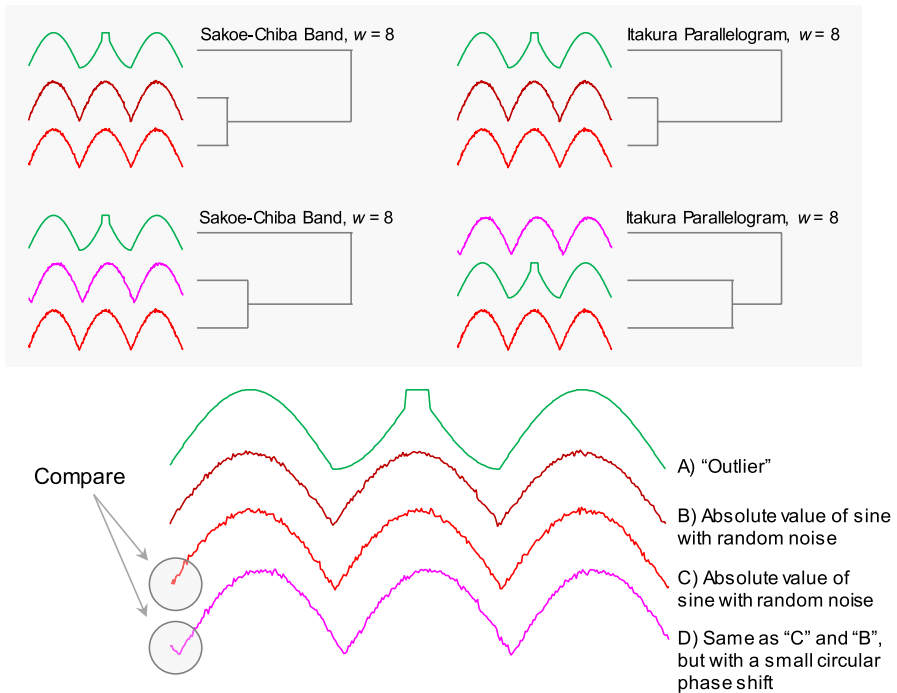 Sakoe-Chiba Band, w = 8
Itakura Parallelogram, w = 8
Sakoe-Chiba Band, w = 8
Itakura Parallelogram, w = 8
Compare
A) “Outlier”
B) Absolute value of sine
with random noise
C) Absolute value of
sine with random noise
D) Same as “C” and “B”,
but with a small circular
phase shift